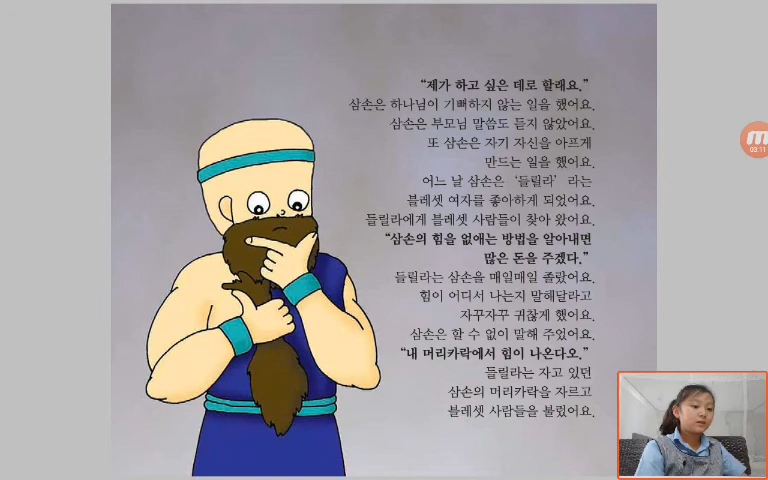 “제가 하고 싶은 데로 할래요.”
삼손은 하나님이 기뻐하지 않는 일을 했어요.
삼손은 부모님 말씀도 듣지 않았어요.
또 삼손은 자기 자신을 아프게
만드는 일을 했어요.
어느 날 삼손은 ‘들릴라’ 라는
블레셋 여자를 좋아하게 되었어요.
들릴라에게 블레셋 사람들이 찾아 왔어요.
“삼손의 힘을 없애는 방법을 알아내면
많은 돈을 주겠다.”
들릴라는 삼손을 매일매일 졸랐어요.
힘이 어디서 나는지 말해달라고
자꾸자꾸 귀찮게 했어요.
삼손은 할 수 없이 말해 주었어요.
“내 머리카락에서 힘이 나온다오.”
들릴라는 자고 있던
삼손의 머리카락을 자르고
블레셋 사람들을 불렀어요.
03:11